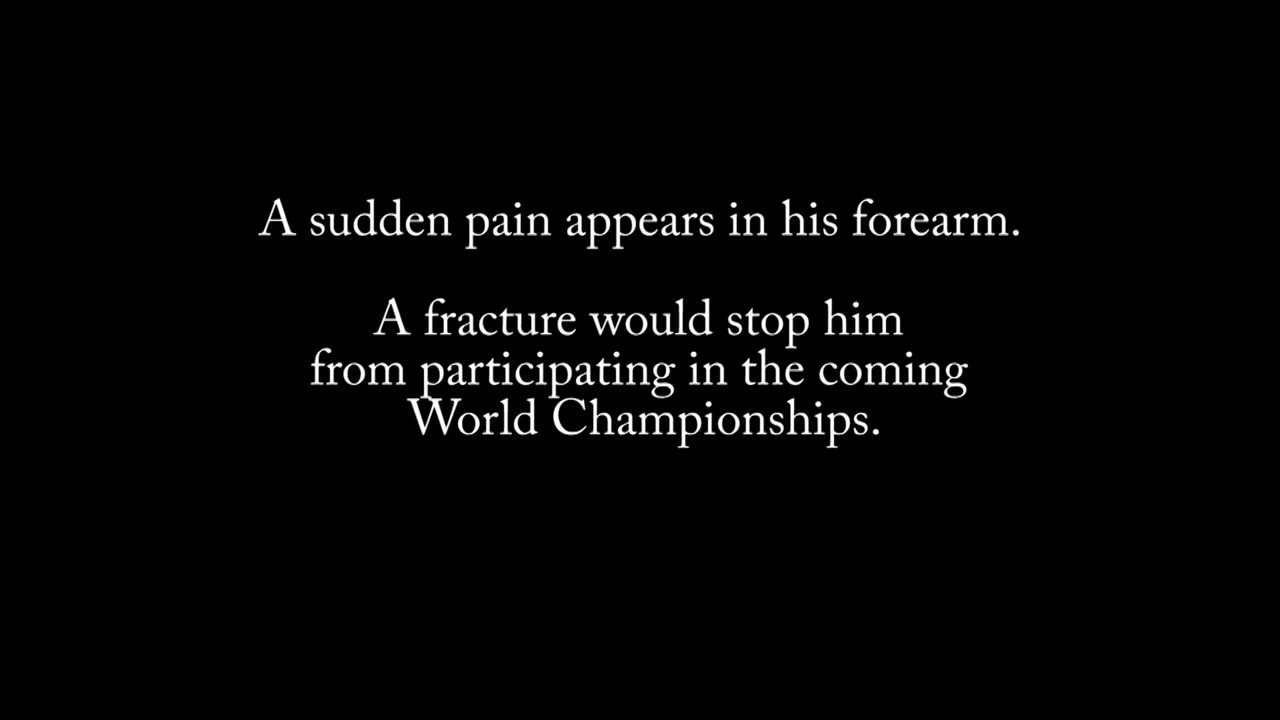 A sudden pain appears in his forearm.
A fracture would stop him
from participating in the coming
World Championships.